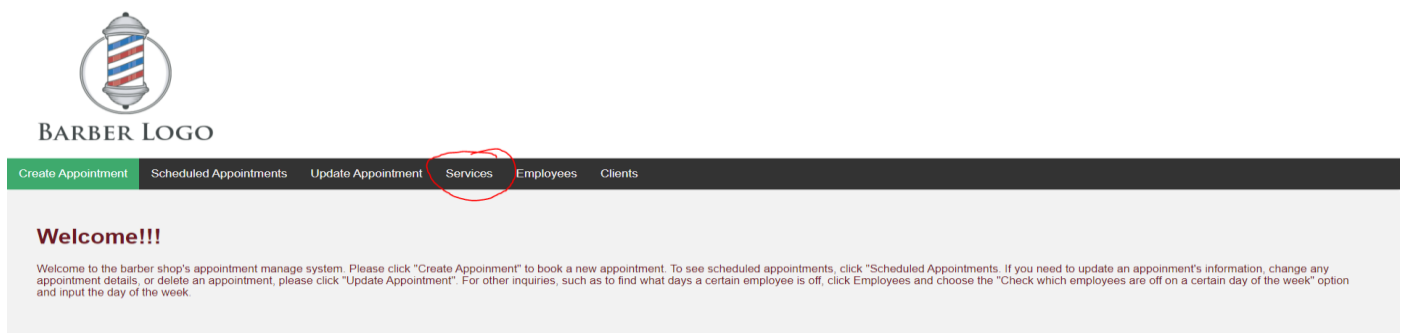 BARBER LOGO
Create Appointment Scheduled Appointments Update Appointment Services Employees Clients
Welcome!!!
Welcome to the barber shop's appointment manage system. Please click "Create Appoinment" to book a new appointment. To see scheduled appointments, click "Scheduled Appointments. If you need to update an appoinment's information, change any
appointment details, or delete an appointment, please click "Update Appointment". For other inquiries, such as to find what days a certain employee is off, click Employees and choose the "Check which employees are off on a certain day of the week" option
and input the day of the week.